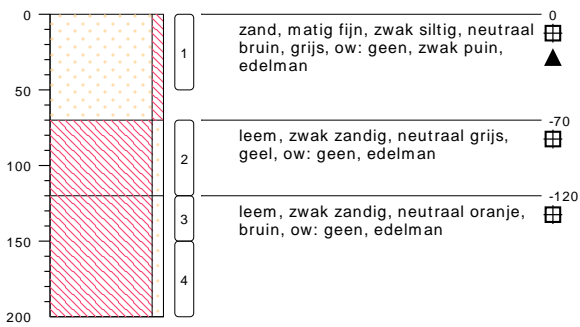 0
50
100
150
200
1
2
3
4
zand, matig fijn, zwak siltig, neutraal
bruin, grijs, ow: geen, zwak puin,
edelman
0
leem, zwak zandig, neutraal grijs,
geel, ow: geen, edelman
-70
leem, zwak zandig, neutraal oranje,
bruin, ow: geen, edelman
-120